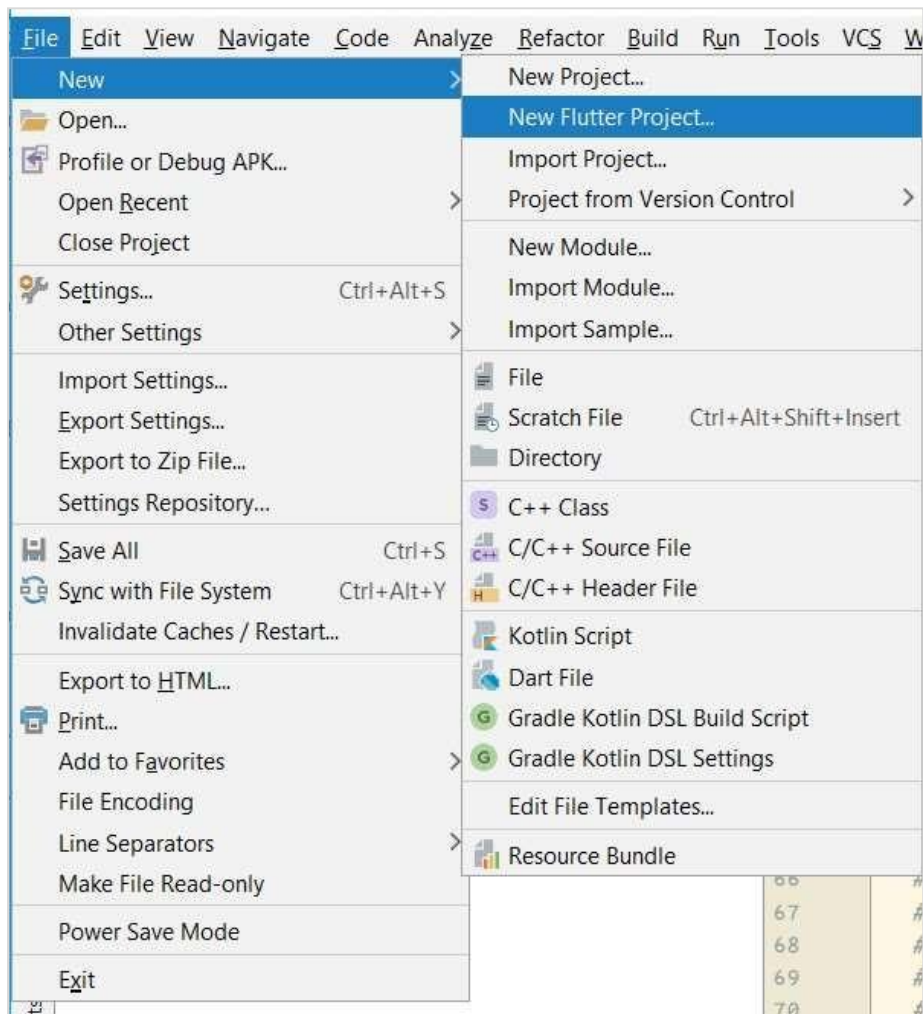 File Edit View Navigate Code Analyze Refactor Build Run Tools VCS W
New
Open...
Profile or Debug APK...
Open Recent
Close Project
Settings... Ctrl+Alt+S
Other Settings
Import Settings...
Export Settings...
Export to Zip File...
Settings Repository...
Save All Ctrl+S
Sync with File System Ctrl+Alt+Y
Invalidate Caches / Restart...
Export to HTML...
Print...
Add to Favorites
File Encoding
Line Separators
Make File Read-only
Power Save Mode
Exit
New Project...
New Flutter Project...
Import Project...
Project from Version Control
New Module...
Import Module...
Import Sample...
File
Scratch File Ctrl+Alt+Shift+Insert
Directory
S C++ Class
C++ C/C++ Source File
H C/C++ Header File
Kotlin Script
Dart File
G Gradle Kotlin DSL Build Script
G Gradle Kotlin DSL Settings
Edit File Templates...
Resource Bundle
66 #
67 #
68 #
69 #
70 #
ts